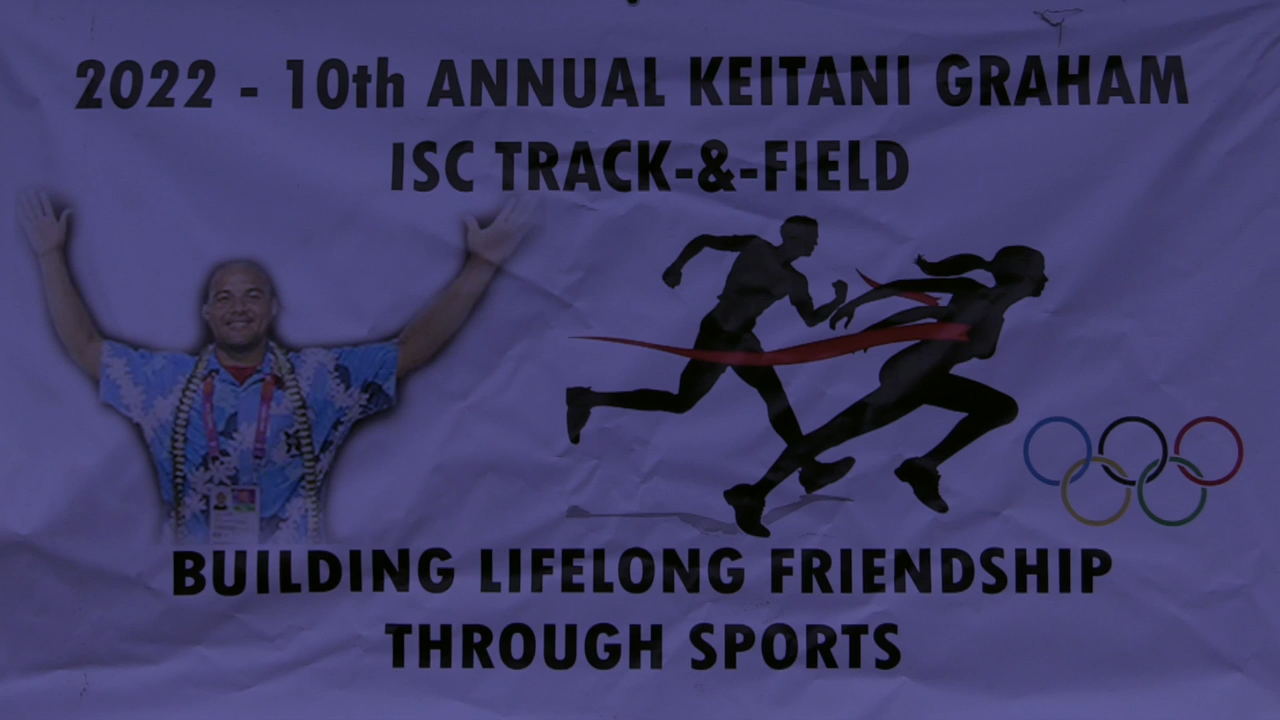 2022 - 10th ANNUAL KEITANI GRAHAM
ISC TRACK-&-FIELD
BUILDING LIFELONG FRIENDSHIP
THROUGH SPORTS